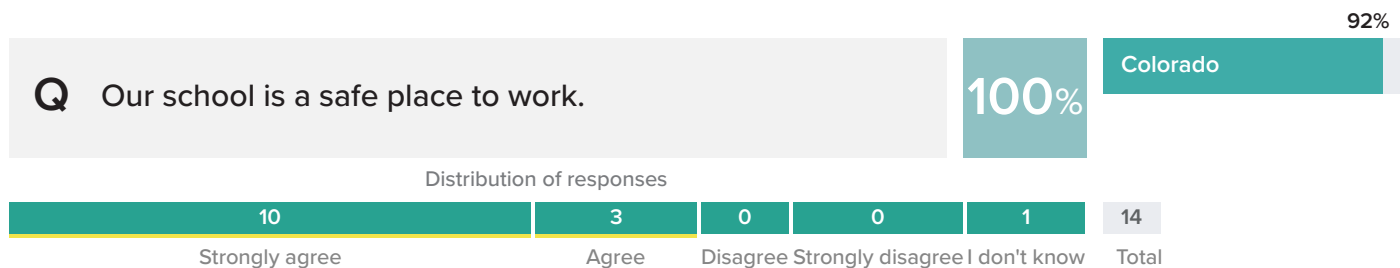 92%
Q Our school is a safe place to work.
100%
Colorado
Distribution of responses
10 3 0 0 1 14
Strongly agree Agree Disagree Strongly disagree I don't know Total